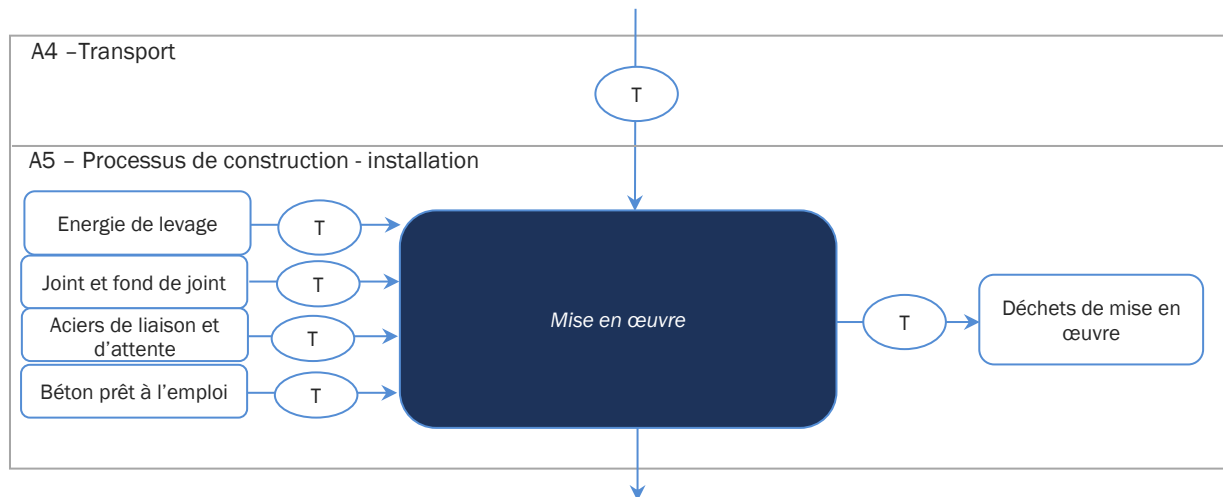 A4 –Transport
T
A5 – Processus de construction - installation
Energie de levage
T
Joint et fond de joint
T
Aciers de liaison et
d’attente
T
Béton prêt à l’emploi
T
Mise en œuvre
T
Déchets de mise en
œuvre